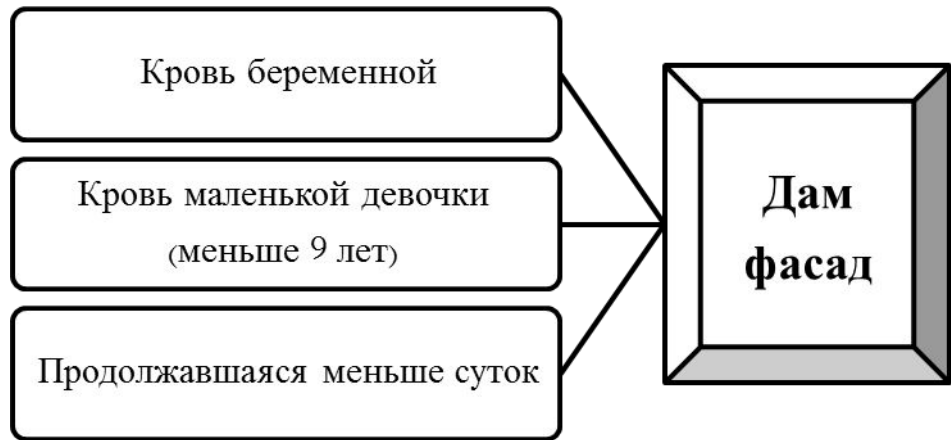 Кровь беременной
Кровь маленькой девочки
(меньше 9 лет)
Продолжавшаяся меньше суток
Дам
фасад